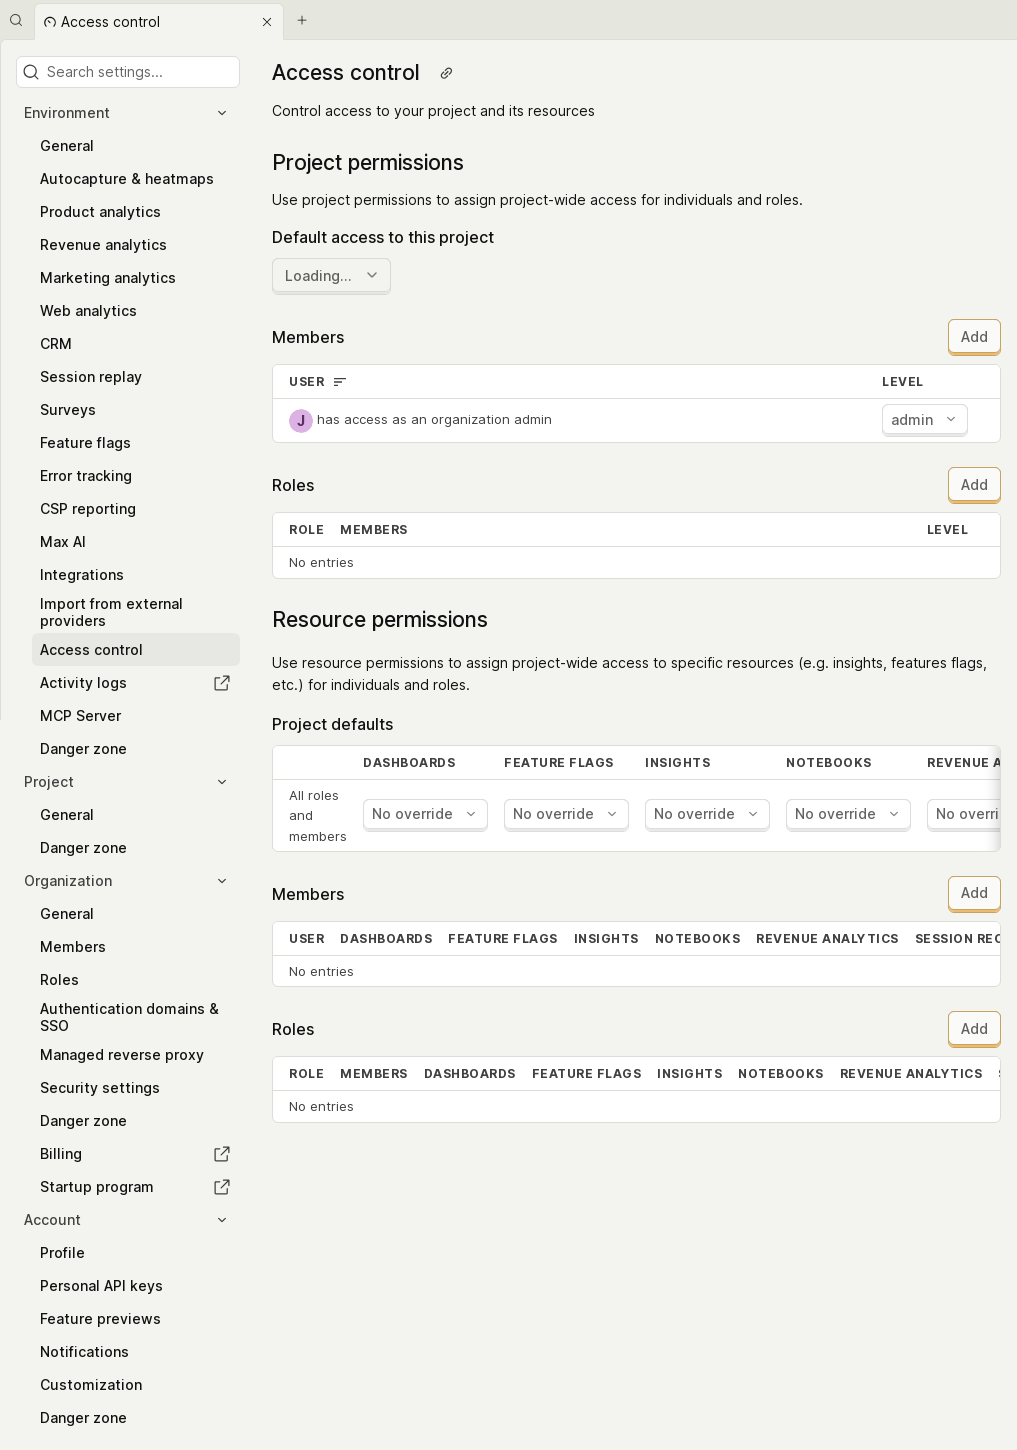 Access control
Search settings...
Environment
General
Autocapture & heatmaps
Product analytics
Revenue analytics
Marketing analytics
Web analytics
CRM
Session replay
Surveys
Feature flags
Error tracking
CSP reporting
Max AI
Integrations
Import from external
providers
Access control
Activity logs
MCP Server
Danger zone
Project
General
Danger zone
Organization
General
Members
Roles
Authentication domains &
SSO
Managed reverse proxy
Security settings
Danger zone
Billing
Startup program
Account
Profile
Personal API keys
Feature previews
Notifications
Customization
Danger zone
Access control
Control access to your project and its resources
Project permissions
Use project permissions to assign project-wide access for individuals and roles.
Default access to this project
Loading...
Members Add
USER LEVEL
J has access as an organization admin admin
Roles Add
ROLE MEMBERS LEVEL
No entries
Resource permissions
Use resource permissions to assign project-wide access to specific resources (e.g. insights, features flags,
etc.) for individuals and roles.
Project defaults
DASHBOARDS FEATURE FLAGS INSIGHTS NOTEBOOKS REVENUE A
All roles
and
members
No override No override No override No override No overri
Members Add
USER DASHBOARDS FEATURE FLAGS INSIGHTS NOTEBOOKS REVENUE ANALYTICS SESSION REC
No entries
Roles Add
ROLE MEMBERS DASHBOARDS FEATURE FLAGS INSIGHTS NOTEBOOKS REVENUE ANALYTICS
No entries